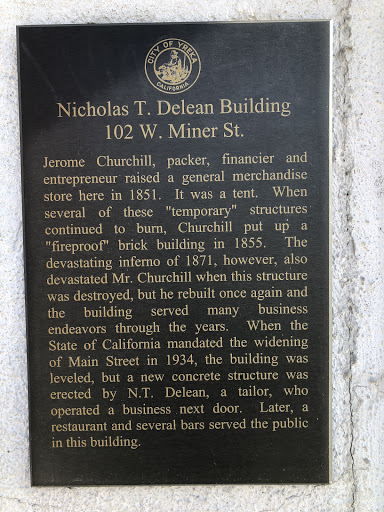 CITY OF YREKA
CALIFORNIA
Nicholas T. Delean Building
102 W. Miner St.
Jerome Churchill, packer, financier and
entrepreneur raised a general merchandise
store here in 1851. It was a tent. When
several of these "temporary" structures
continued to burn, Churchill put up a
"fireproof" brick building in 1855. The
devastating inferno of 1871, however, also
devastated Mr. Churchill when this structure
was destroyed, but he rebuilt once again and
the building served many business
endeavors through the years. When the
State of California mandated the widening
of Main Street in 1934, the building was
leveled, but a new concrete structure was
erected by N.T. Delean, a tailor, who
operated a business next door. Later, a
restaurant and several bars served the public
in this building.